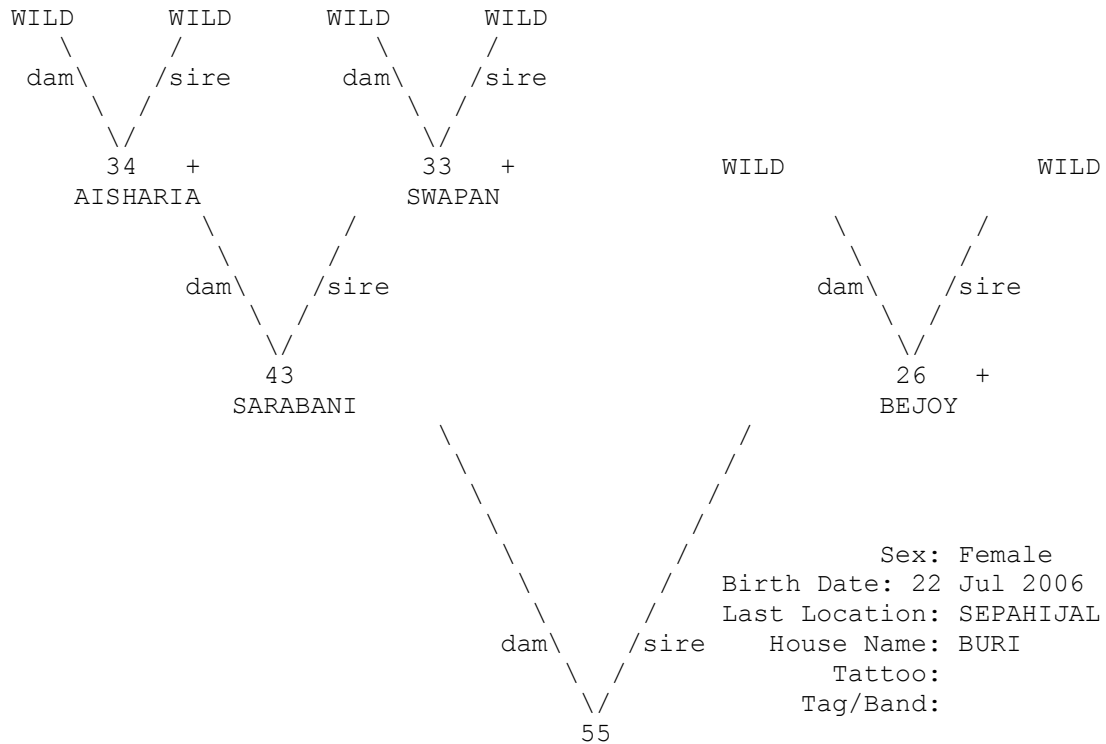 WILD WILD WILD WILD
\ / \ /
dam\ /sire dam\ /sire
\ / \ /
\/ \/
34 + 33 + WILD WILD
AISHARIA SWAPAN
\ / \ /
\ / \ /
dam\ /sire dam\ /sire
\ / \ /
\/ \/
43 26 +
SARABANI BEJOY
\ /
\ /
\ /
\ /
\ / Sex: Female
\ / Birth Date: 22 Jul 2006
\ / Last Location: SEPAHIJAL
dam\ /sire House Name: BURI
\ / Tattoo:
\/ Tag/Band:
55